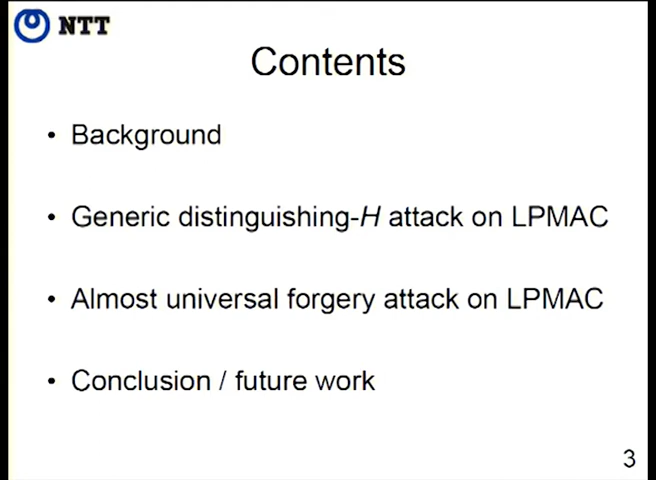 NTT
Contents
• Background
• Generic distinguishing-H attack on LPMAC
• Almost universal forgery attack on LPMAC
• Conclusion / future work
3